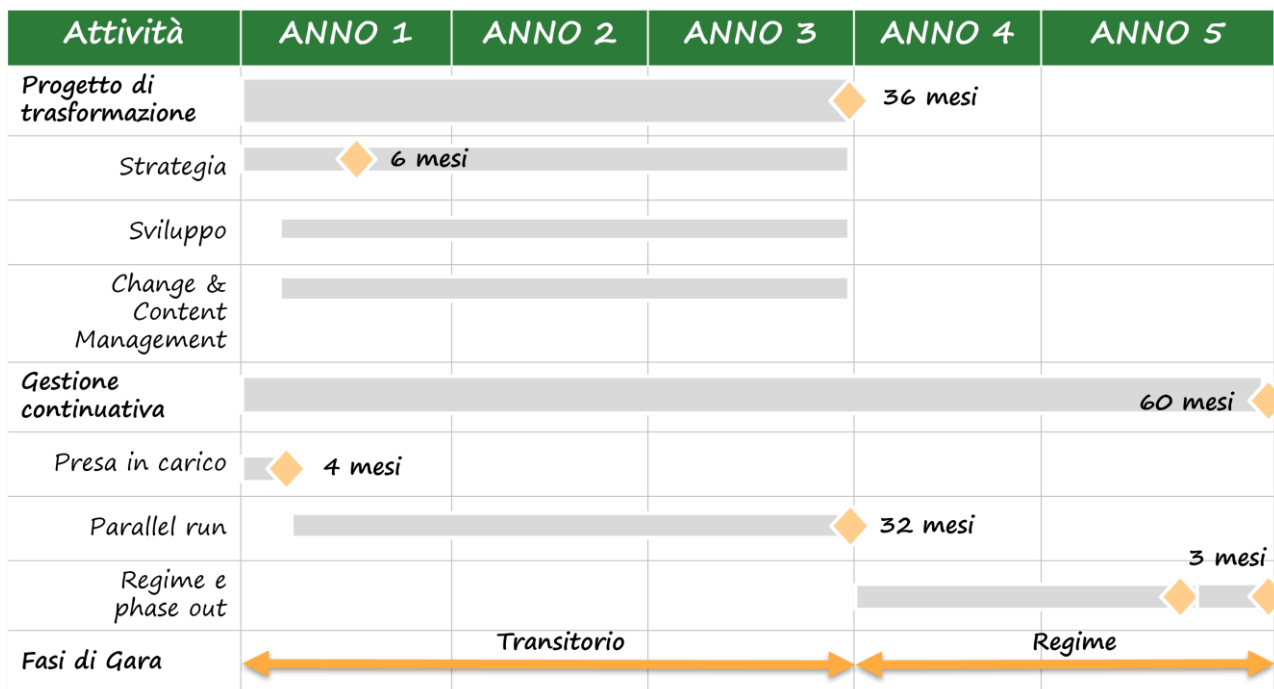 Attività ANNO 1 ANNO 2 ANNO 3 ANNO 4 ANNO 5
Progetto di
trasformazione
36 mesi
Strategia
6 mesi
Sviluppo
Change &
Content
Management
Gestione
continuativa
60 mesi
Presa in carico
4 mesi
Parallel run
32 mesi
Regime e
phase out
3 mesi
Fasi di Gara
Transitorio
Regime